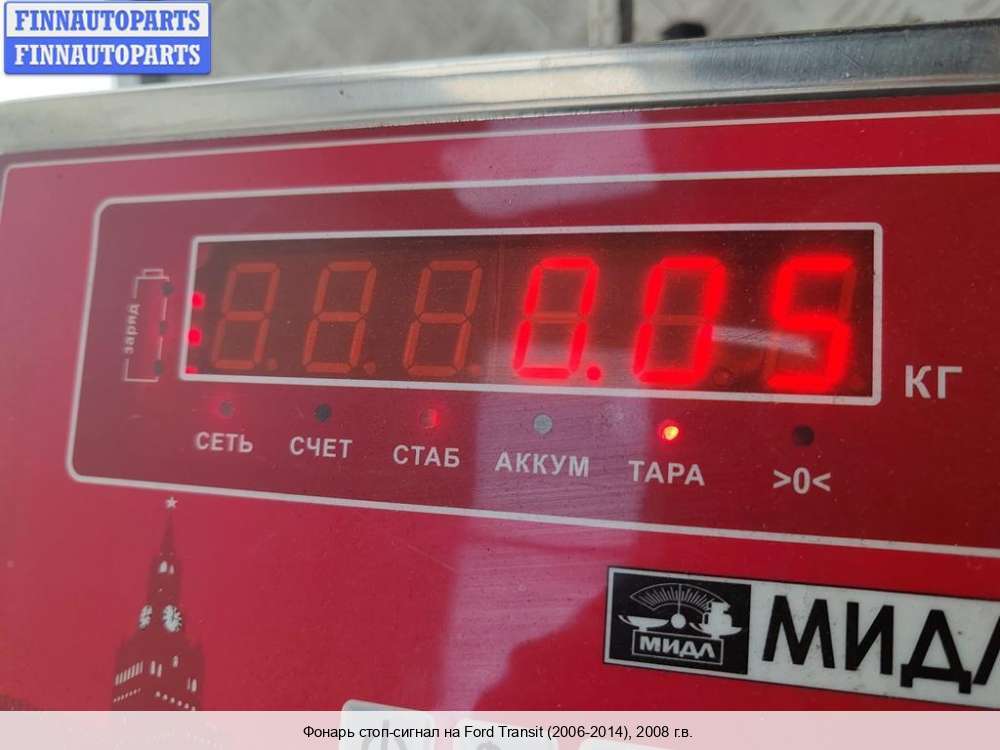 FINNAUTOPARTS
FINNAUTOPARTS
заряд
0.05
КГ
СЕТЬ СЧЕТ СТАБ АККУМ ТАРА >0<
МИДЛ
МИДЛ
Фонарь стоп-сигнал на Ford Transit (2006-2014), 2008 г.в.